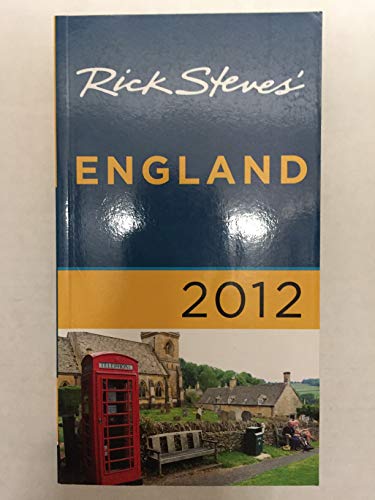 Rick Steves'
ENGLAND
2012
TELEPHONE